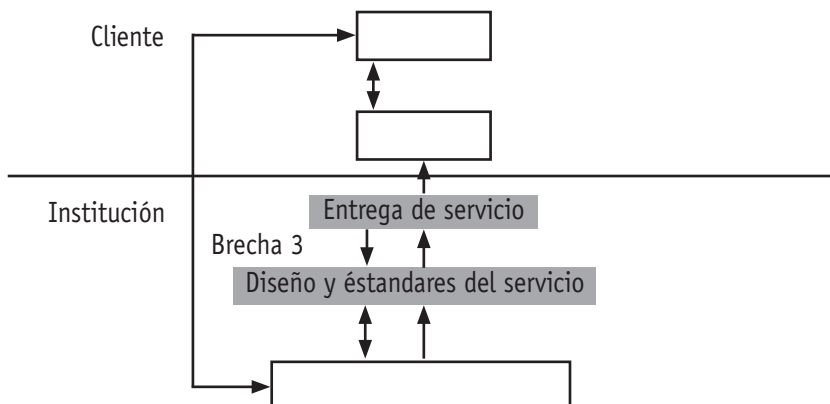 Cliente
Institución
Entrega de servicio
Brecha 3
Diseño y éstandares del servicio